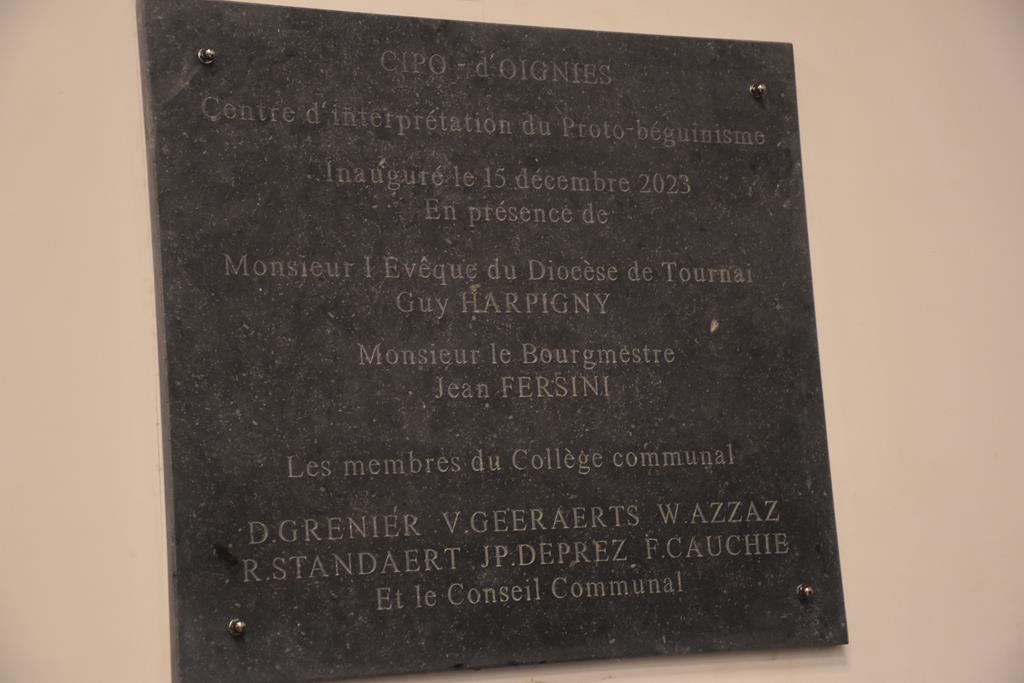 CIPO - d'OIGNIES
Centre d'interprétation du Proto-béguinisme
Inauguré le 15 décembre 2023
En présence de
Monsieur l Evêque du Diocèse de Tournai
Guy HARPIGNY
Monsieur le Bourgmestre
Jean FERSINI
Les membres du Collège communal
D.GRENIER V.GEERAERTS W.AZZAZ
R.STANDAERT JP.DEPREZ F.CAUCHIE
Et le Conseil Communal